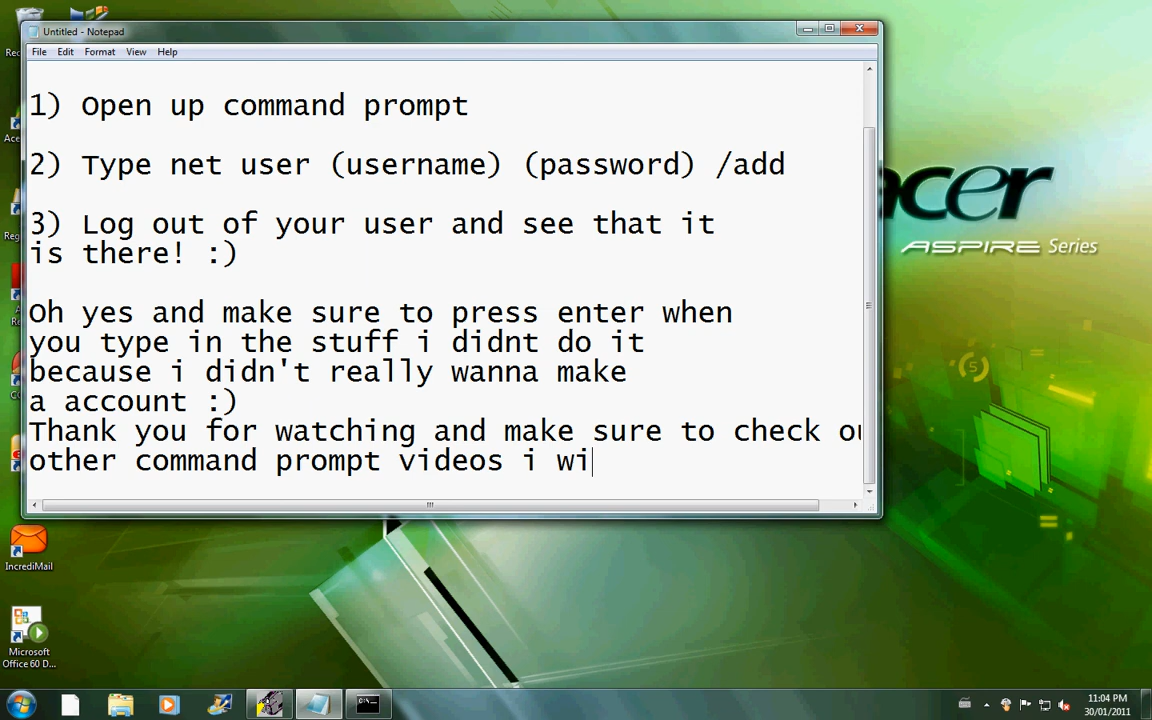 Untitled - Notepad
File Edit Format View Help
1) Open up command prompt
2) Type net user (username) (password) /add
3) Log out of your user and see that it
is there! :)
Oh yes and make sure to press enter when
you type in the stuff i didnt do it
because i didn't really wanna make
a account :)
Thank you for watching and make sure to check
other command prompt videos i wi
acer
ASPIRE Series
IncrediMail
Microsoft
Office 60 D...
11:04 PM
30/01/2011